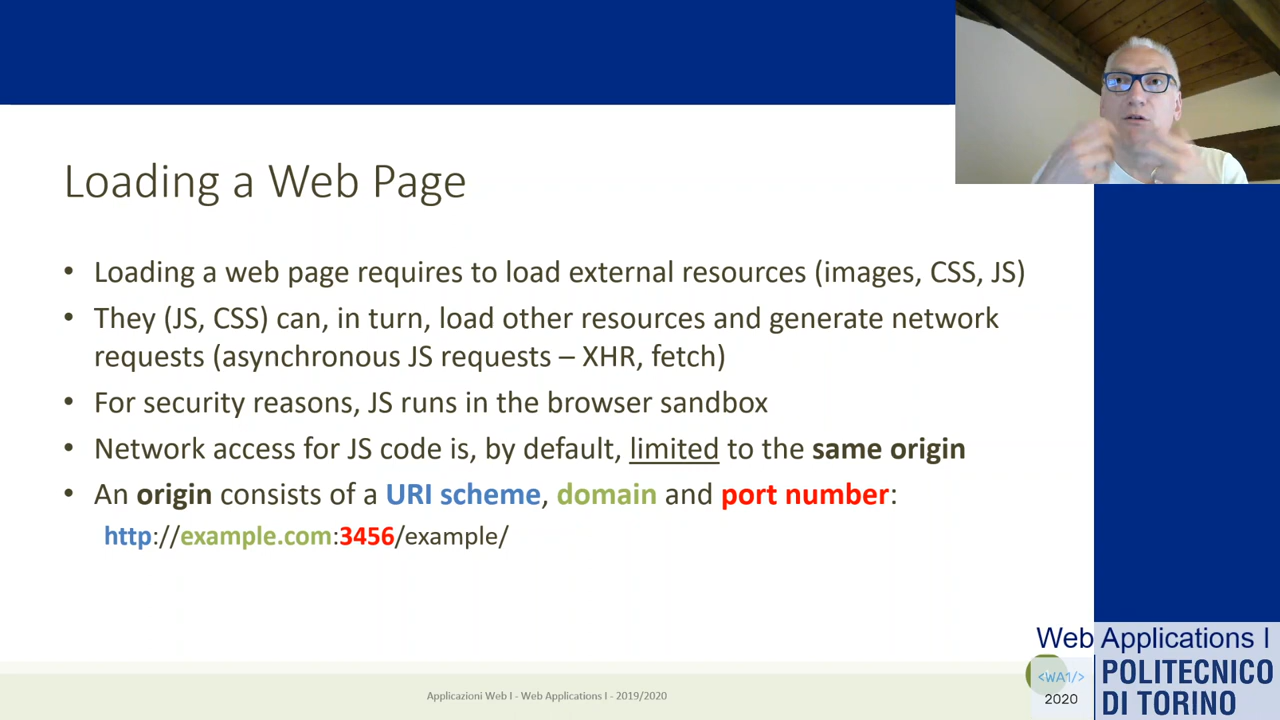 Loading a Web Page
• Loading a web page requires to load external resources (images, CSS, JS)
• They (JS, CSS) can, in turn, load other resources and generate network
requests (asynchronous JS requests – XHR, fetch)
• For security reasons, JS runs in the browser sandbox
• Network access for JS code is, by default, limited to the same origin
• An origin consists of a URI scheme, domain and port number:
http://example.com:3456/example/
Web Applications I
<WA1/>
2020
POLITECNICO
DI TORINO
Applicazioni Web I - Web Applications I - 2019/2020